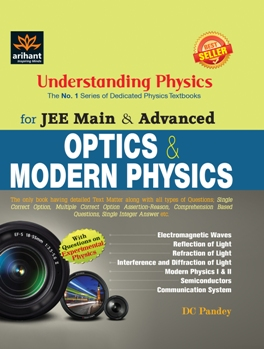 arihant
Inspiring Minds
BEST
SELLER
Understanding Physics
The No. 1 Series of Dedicated Physics Textbooks
for JEE Main & Advanced
OPTICS &
MODERN PHYSICS
The only book having detailed Text Matter along with all types of Questions, Single
Correct Option, Multiple Correct Option Assertion-Reason, Comprehension Based
Questions, Single Integer Answer etc.
With Questions on
Experimental
Physics
Electromagnetic Waves
Reflection of Light
Refraction of Light
Interference and Diffraction of Light
Modern Physics I & II
Semiconductors
Communication System
DC Pandey